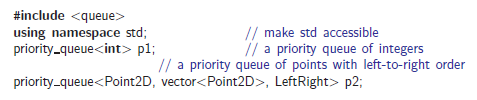 #include <queue>
using namespace std; // make std accessible
priority_queue<int> p1; // a priority queue of integers
// a priority queue of points with left-to-right order
priority_queue<Point2D, vector<Point2D>, LeftRight> p2;